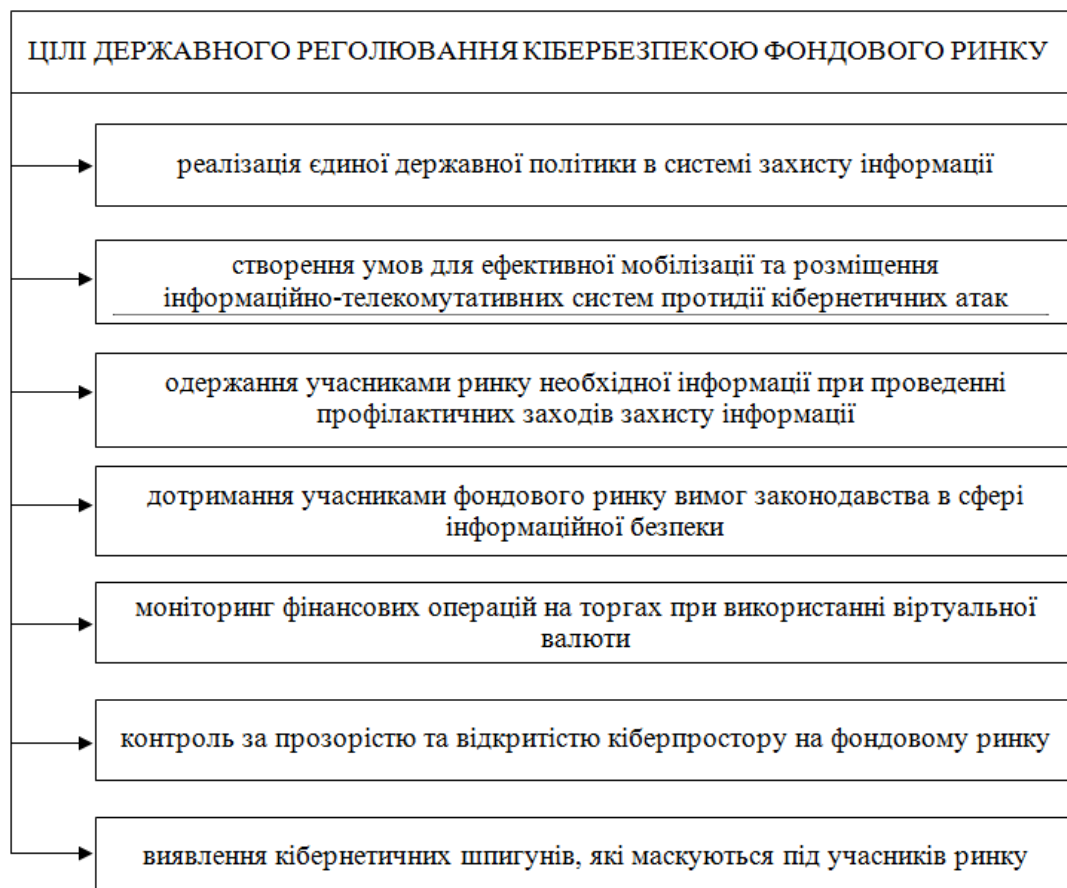 ЦІЛІ ДЕРЖАВНОГО РЕГОЛЮВАННЯ КІБЕРБЕЗПЕКОЮ ФОНДОВОГО РИНКУ
реалізація єдиної державної політики в системі захисту інформації
створення умов для ефективної мобілізації та розміщення
інформаційно-телекомутативних систем протидії кібернетичних атак
одержання учасниками ринку необхідної інформації при проведенні
профілактичних заходів захисту інформації
дотримання учасниками фондового ринку вимог законодавства в сфері
інформаційної безпеки
моніторинг фінансових операцій на торгах при використанні віртуальної
валюти
контроль за прозорістю та відкритістю кіберпростору на фондовому ринку
виявлення кібернетичних шпигунів, які маскуються під учасників ринку